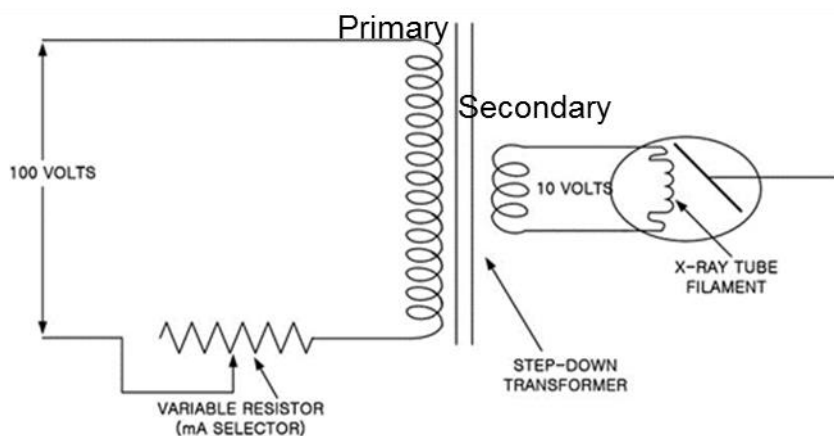 Primary
Secondary
100 VOLTS
10 VOLTS
X-RAY TUBE
FILAMENT
STEP-DOWN
TRANSFORMER
VARIABLE RESISTOR
(mA SELECTOR)